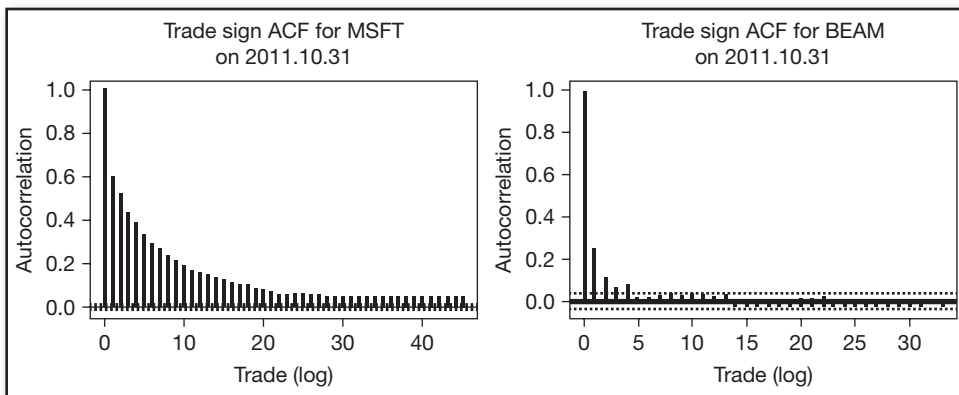 Trade sign ACF for MSFT
on 2011.10.31
Autocorrelation
1.0
0.8
0.6
0.4
0.2
0.0
0 10 20 30 40
Trade (log)
Trade sign ACF for BEAM
on 2011.10.31
Autocorrelation
1.0
0.8
0.6
0.4
0.2
0.0
0 5 10 15 20 25 30
Trade (log)